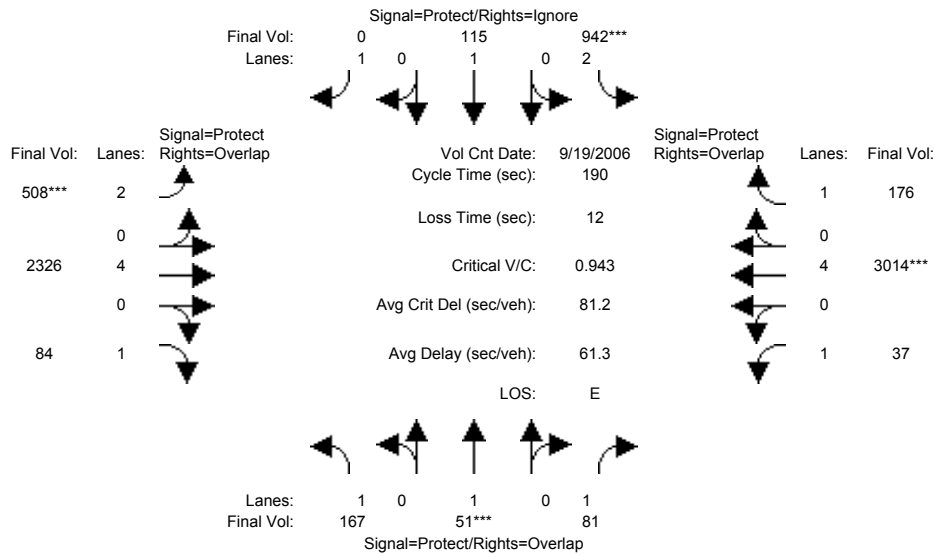 Signal=Protect/Rights=Ignore
Final Vol: 0 115 942***
Lanes: 1 0 1 0 2
Signal=Protect
Final Vol: Lanes: Rights=Overlap
Vol Cnt Date: 9/19/2006
Signal=Protect
Rights=Overlap Lanes: Final Vol:
Cycle Time (sec): 190
508*** 2
1 176
Loss Time (sec): 12
0
0
2326 4
Critical V/C: 0.943
4 3014***
0
Avg Crit Del (sec/veh): 81.2
0
84 1
Avg Delay (sec/veh): 61.3
1 37
LOS: E
Lanes: 1 0 1 0 1
Final Vol: 167 51*** 81
Signal=Protect/Rights=Overlap